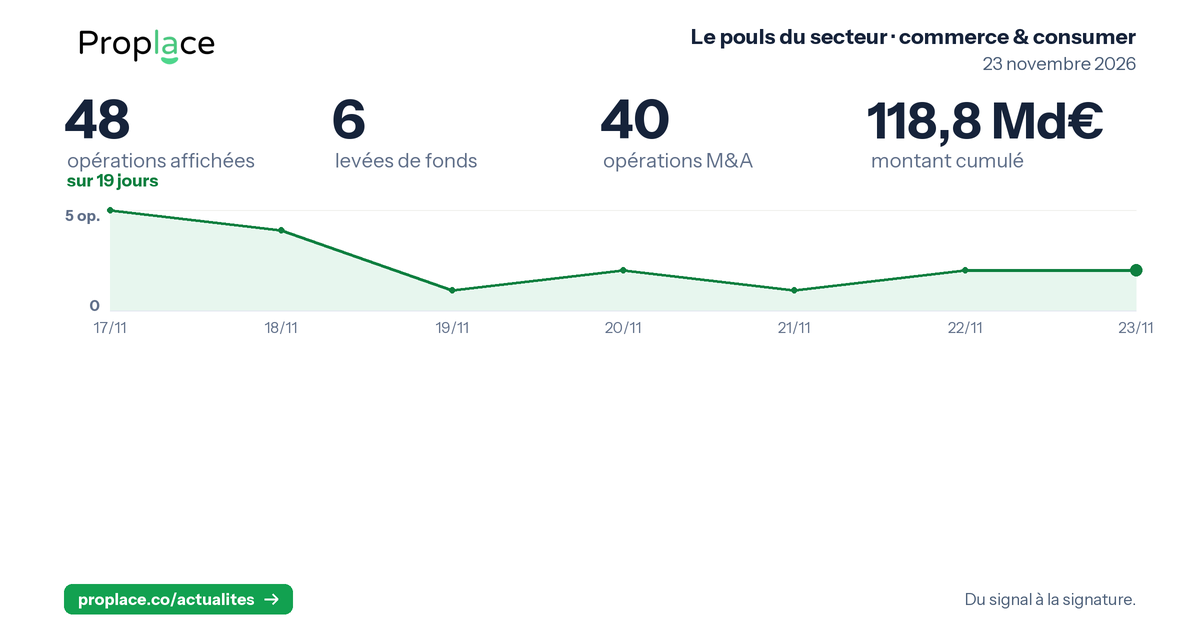 Proplace
Le pouls du secteur · commerce & consumer
23 novembre 2026
48
opérations affichées
sur 19 jours
6
levées de fonds
40
opérations M&A
118,8 Md€
montant cumulé
5 op.
0
17/11
18/11
19/11
20/11
21/11
22/11
23/11
proplace.co/actualites →
Du signal à la signature.